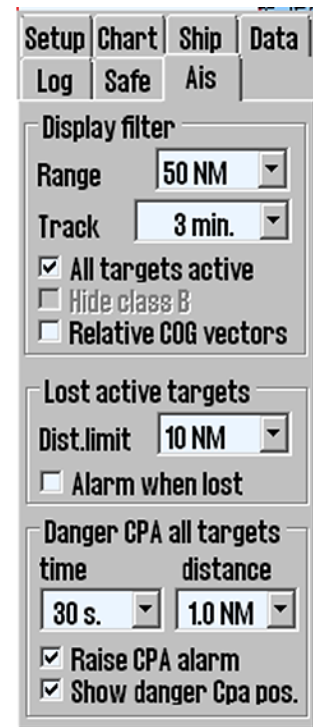 Setup Chart Ship Data
Log Safe Ais
Display filter
Range 50 NM
Track 3 min.
All targets active
Hide class B
Relative COG vectors
Lost active targets
Dist.limit 10 NM
Alarm when lost
Danger CPA all targets
time distance
30 s. 1.0 NM
Raise CPA alarm
Show danger Cpa pos.